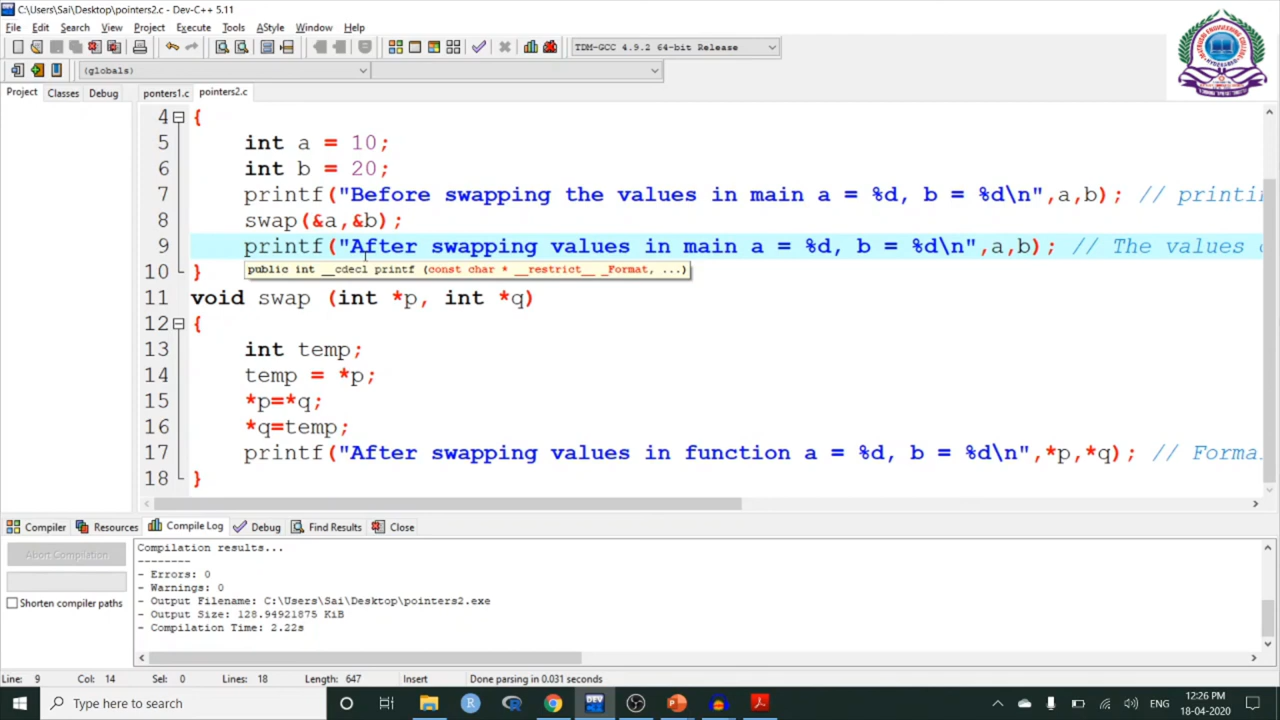 C:\Users\Sai\Desktop\pointers2.c - Dev-C++ 5.11
File Edit Search View Project Execute Tools AStyle Window Help
TDM-GCC 4.9.2 64-bit Release
(globals)
Project Classes Debug ponters1.c pointers2.c
4 {
5 int a = 10;
6 int b = 20;
7 printf("Before swapping the values in main a = %d, b = %d\n",a,b); // printi
8 swap(&a,&b);
9 printf("After swapping values in main a = %d, b = %d\n",a,b); // The values
10 }
public int __cdecl printf (const char * __restrict__ _Format, ...)
11 void swap (int *p, int *q)
12 {
13 int temp;
14 temp = *p;
15 *p=*q;
16 *q=temp;
17 printf("After swapping values in function a = %d, b = %d\n",*p,*q); // Forma
18 }
Compiler Resources Compile Log Debug Find Results Close
Abort Compilation
Shorten compiler paths
Compilation results...
--------
- Errors: 0
- Warnings: 0
- Output Filename: C:\Users\Sai\Desktop\pointers2.exe
- Output Size: 128.94921875 KiB
- Compilation Time: 2.22s
Line: 9 Col: 14 Sel: 0 Lines: 18 Length: 647 Insert Done parsing in 0.031 seconds
Type here to search
DEV
ENG
12:26 PM
18-04-2020